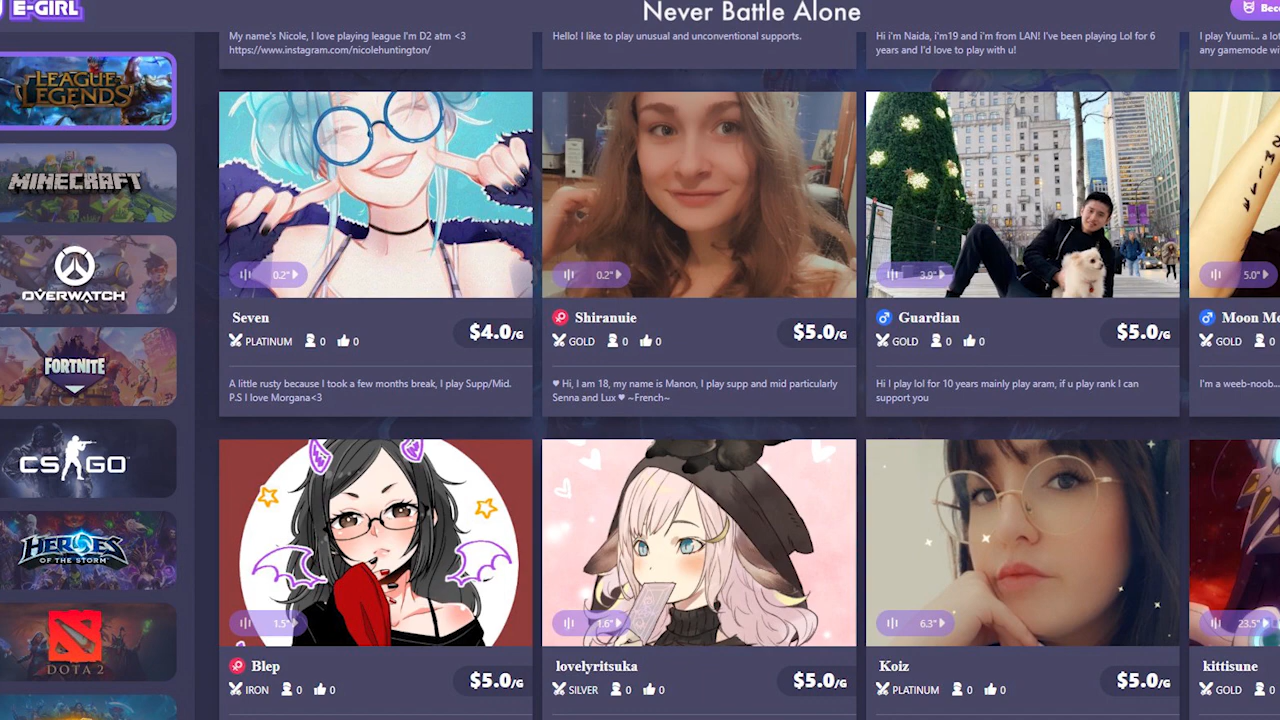 E-GIRL
Never Battle Alone
Bec
My name's Nicole, I love playing league I'm D2 atm <3
https://www.instagram.com/nicolehuntington/
Hello! I like to play unusual and unconventional supports.
Hi i'm Naida, i'm19 and i'm from LAN! I've been playing Lol for 6
years and I'd love to play with u!
I play Yuumi... a lot
any gamemode wi
LEAGUE OF
LEGENDS
MINECRAFT
OVERWATCH
FORTNITE
CS GO
HEROES
OF THE STORM
DOTA 2
0.2"
0.2"
3.9"
5.0"
Seven
PLATINUM 0 0
$4.0/G
A little rusty because I took a few months break, I play Supp/Mid.
P.S I love Morgana<3
Shiranuie
GOLD 0 0
$5.0/G
♥ Hi, I am 18, my name is Manon, I play supp and mid particularly
Senna and Lux ♥ ~French~
Guardian
GOLD 0 0
$5.0/G
Hi I play lol for 10 years mainly play aram, if u play rank I can
support you
Moon Mo
GOLD 0
I'm a weeb-noob...
1.5"
1.6"
6.3"
23.5"
Blep
IRON 0 0
$5.0/G
lovelyritsuka
SILVER 0 0
$5.0/G
Koiz
PLATINUM 0 0
$5.0/G
kittisune
GOLD 0